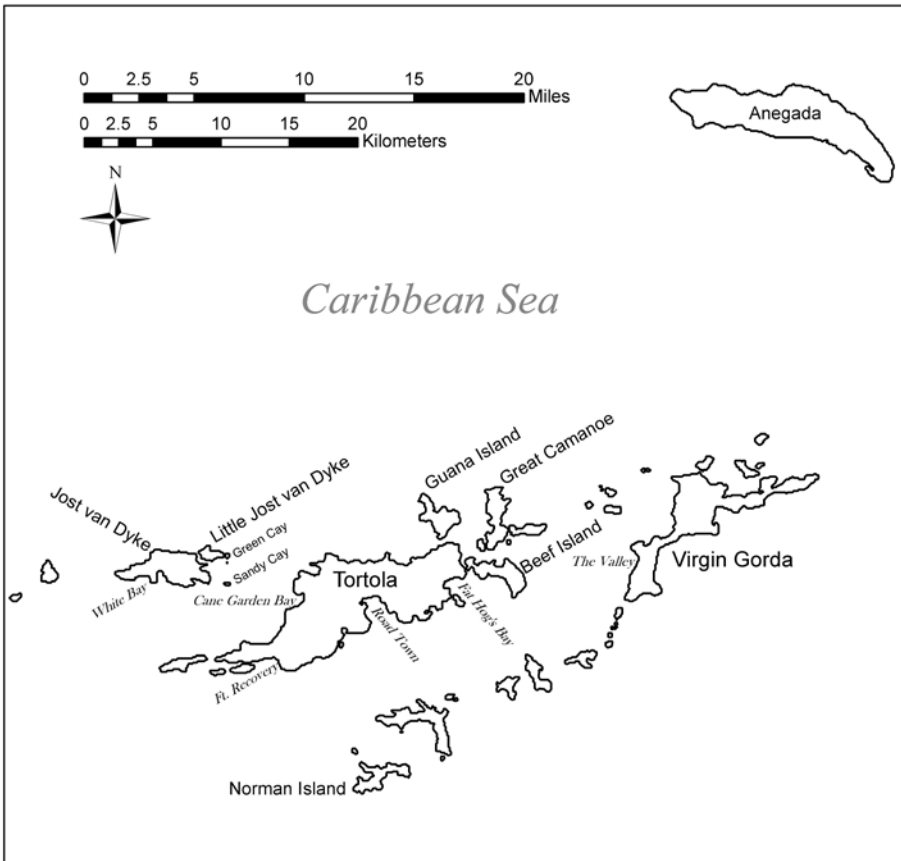 0 2.5 5 10 15 20
Miles
0 2.5 5 10 15 20
Kilometers
N
Anegada
Caribbean Sea
Guana Island
Great Camanoe
Jost van Dyke
Little Jost van Dyke
Green Cay
Sandy Cay
Beef Island
The Valley
Virgin Gorda
White Bay
Cane Garden Bay
Tortola
Fat Hog's Bay
Road Town
Ft. Recovery
Norman Island